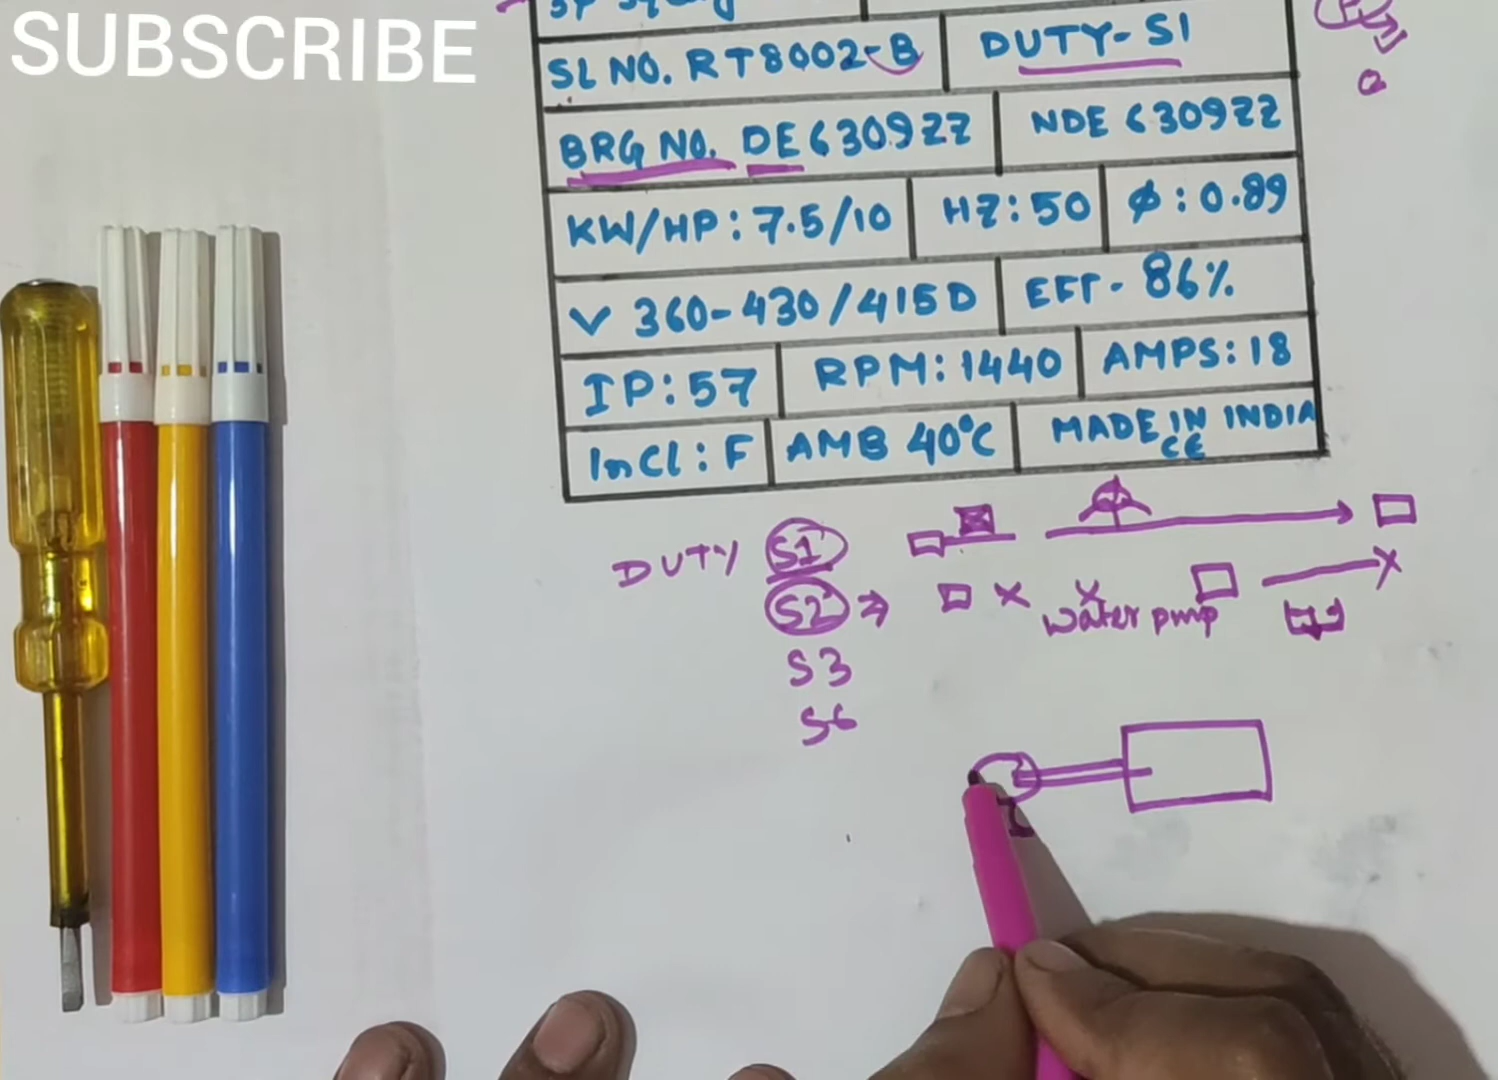 SUBSCRIBE
SL NO. RT8002-B DUTY-S1
BRG NO. DE 6309ZZ NDE 6309ZZ
KW/HP: 7.5/10 HZ: 50 ϕ: 0.89
V 360-430/415D EFF- 86%
IP: 57 RPM: 1440 AMPS: 18
InCl: F AMB 40°C MADE IN INDIA
CE
DUTY S1
S2 water pmp
S3
S6